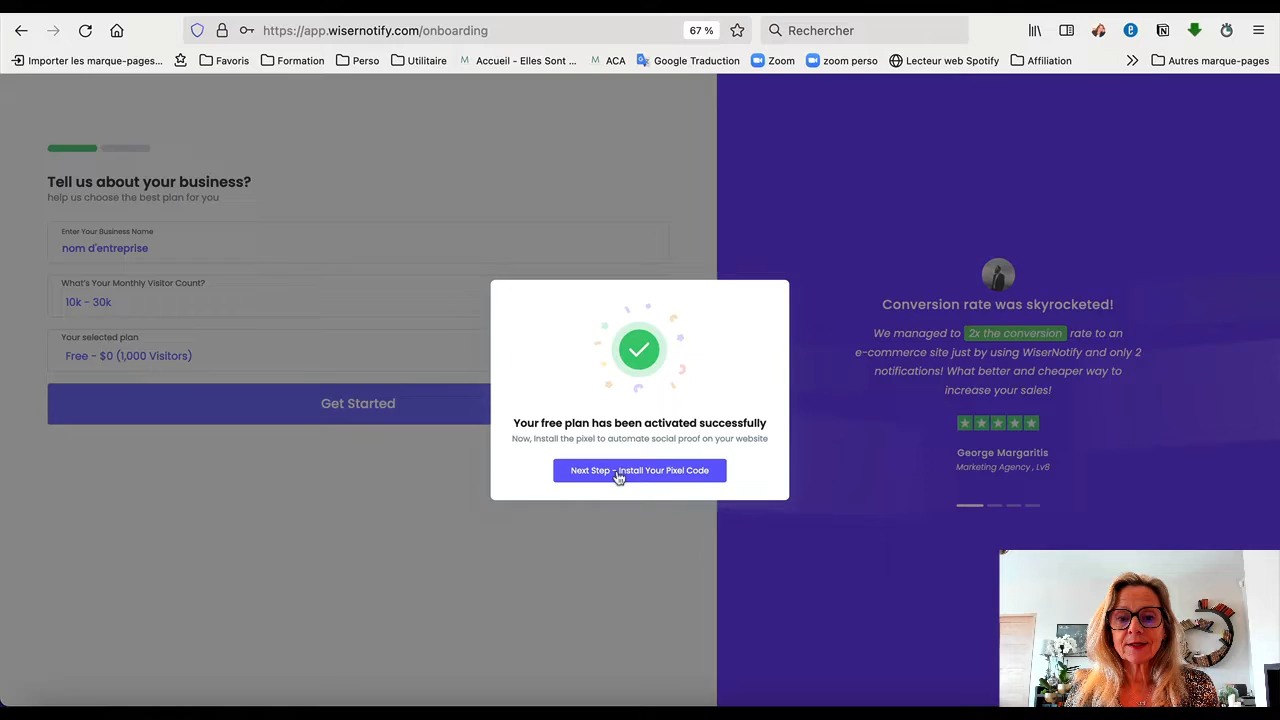 https://app.wisernotify.com/onboarding
67 %
Rechercher
Importer les marque-pages...
Favoris
Formation
Perso
Utilitaire
Accueil - Elles Sont ...
ACA
Google Traduction
Zoom
zoom perso
Lecteur web Spotify
Affiliation
Autres marque-pages
Tell us about your business?
help us choose the best plan for you
Enter Your Business Name
nom d'entreprise
What's Your Monthly Visitor Count?
10k - 30k
Your selected plan
Free - $0 (1,000 Visitors)
Get Started
Your free plan has been activated successfully
Now, Install the pixel to automate social proof on your website
Next Step - Install Your Pixel Code
Conversion rate was skyrocketed!
We managed to 2x the conversion rate to an
e-commerce site just by using WiserNotify and only 2
notifications! What better and cheaper way to
increase your sales!
George Margaritis
Marketing Agency , Lv8